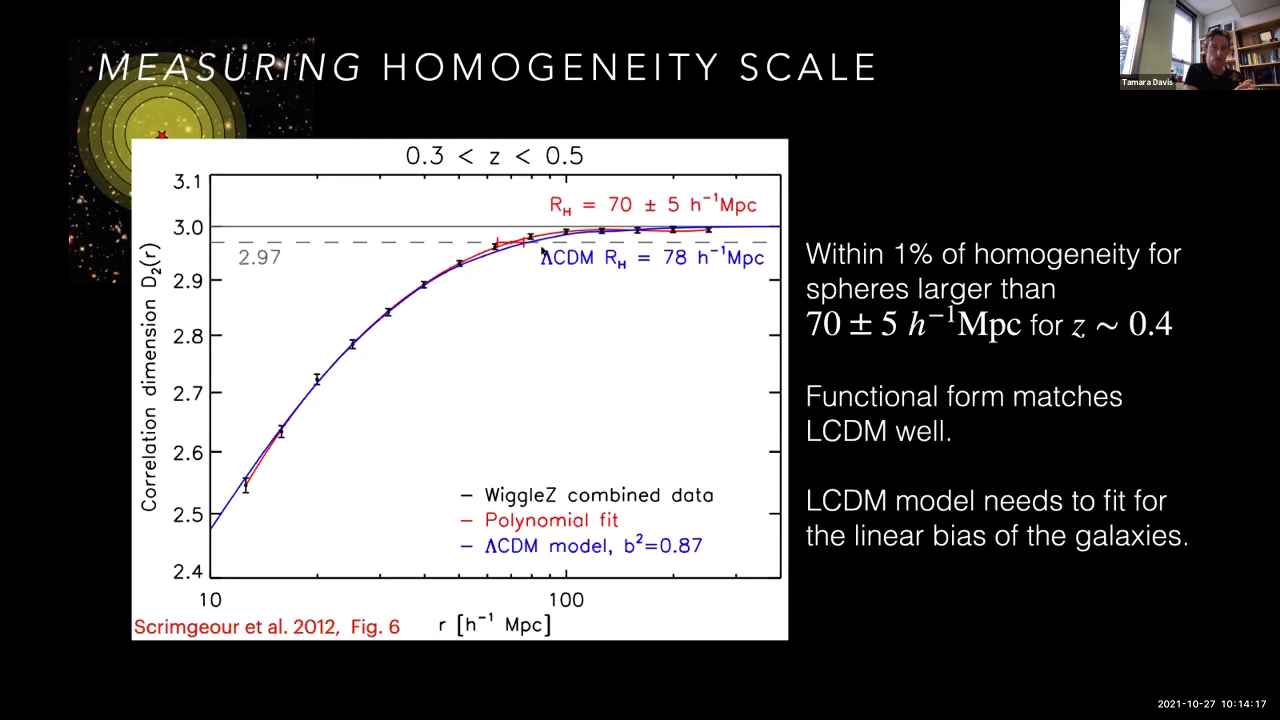 MEASURING HOMOGENEITY SCALE
Tamara Davis
0.3 < z < 0.5
3.1
3.0
2.9
2.8
2.7
2.6
2.5
2.4
Correlation dimension D₂(r)
R_H = 70 ± 5 h⁻¹Mpc
2.97
ΛCDM R_H = 78 h⁻¹Mpc
WiggleZ combined data
Polynomial fit
ΛCDM model, b²=0.87
10
100
r [h⁻¹ Mpc]
Scrimgeour et al. 2012, Fig. 6
Within 1% of homogeneity for
spheres larger than
70 ± 5 h⁻¹Mpc for z ∼ 0.4
Functional form matches
LCDM well.
LCDM model needs to fit for
the linear bias of the galaxies.
2021-10-27 10:14:17